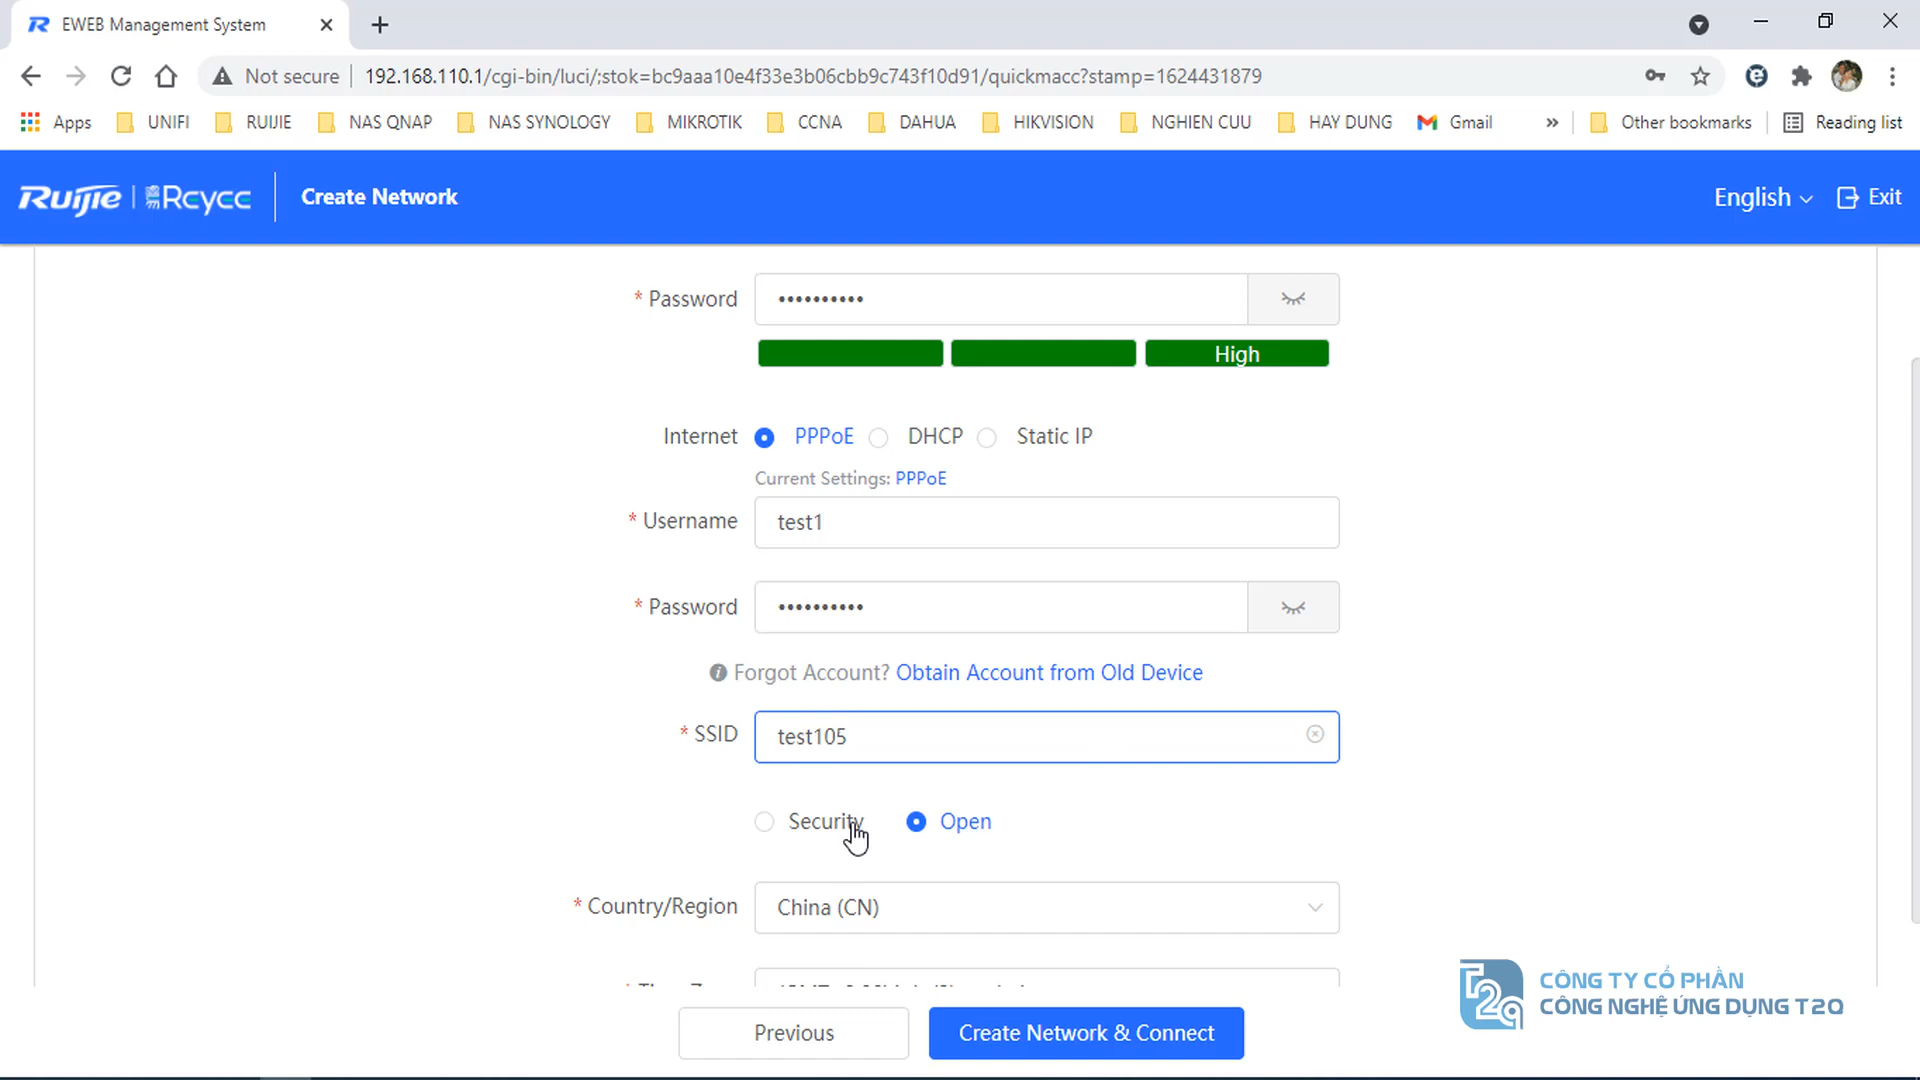 EWEB Management System
Not secure
192.168.110.1/cgi-bin/luci/;stok=bc9aaa10e4f33e3b06cbb9c743f10d91/quickmacc?stamp=1624431879
Apps UNIFI RUIJIE NAS QNAP NAS SYNOLOGY MIKROTIK CCNA DAHUA HIKVISION NGHIEN CUU HAY DUNG Gmail » Other bookmarks Reading list
Ruijie | Reyee Create Network English Exit
* Password ••••••••••
High
Internet PPPoE DHCP Static IP
Current Settings: PPPoE
* Username test1
* Password ••••••••••
Forgot Account? Obtain Account from Old Device
* SSID test105
Security Open
* Country/Region China (CN)
T2Q
CÔNG TY CỔ PHẦN
CÔNG NGHỆ ỨNG DỤNG T2Q
Previous Create Network & Connect